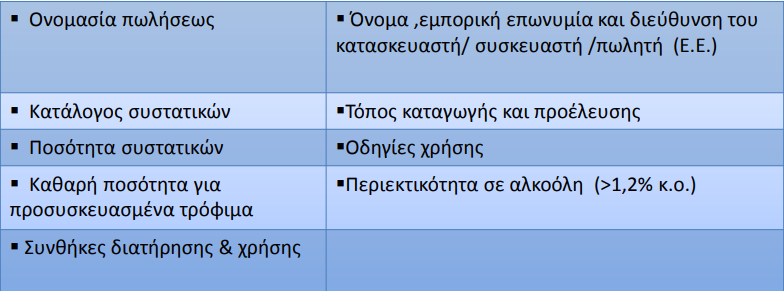 ▪ Ονομασία πωλήσεως
▪Όνομα ,εμπορική επωνυμία και διεύθυνση του
κατασκευαστή/ συσκευαστή /πωλητή (Ε.Ε.)
▪ Κατάλογος συστατικών
▪Τόπος καταγωγής και προέλευσης
▪ Ποσότητα συστατικών
▪Οδηγίες χρήσης
▪ Καθαρή ποσότητα για
προσυσκευασμένα τρόφιμα
▪Περιεκτικότητα σε αλκοόλη (>1,2% κ.ο.)
▪ Συνθήκες διατήρησης & χρήσης